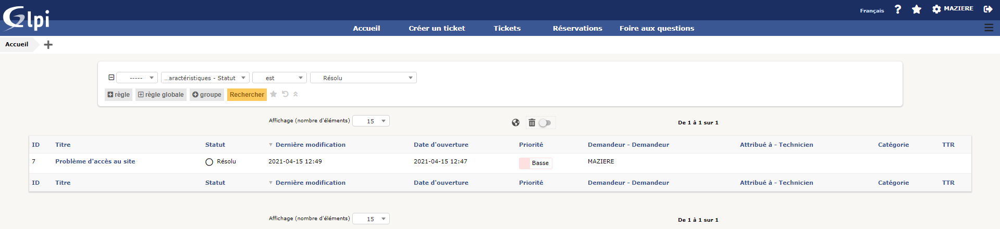 Français MAZIERE
Glpi
Accueil Créer un ticket Tickets Réservations Foire aux questions
Accueil
----- ...aractéristiques - Statut est Résolu
règle règle globale groupe Rechercher
Affichage (nombre d'éléments) 15 De 1 à 1 sur 1
ID Titre Statut Dernière modification Date d'ouverture Priorité Demandeur - Demandeur Attribué à - Technicien Catégorie TTR
7 Problème d'accès au site Résolu 2021-04-15 12:49 2021-04-15 12:47 Basse MAZIERE
ID Titre Statut Dernière modification Date d'ouverture Priorité Demandeur - Demandeur Attribué à - Technicien Catégorie TTR
Affichage (nombre d'éléments) 15 De 1 à 1 sur 1